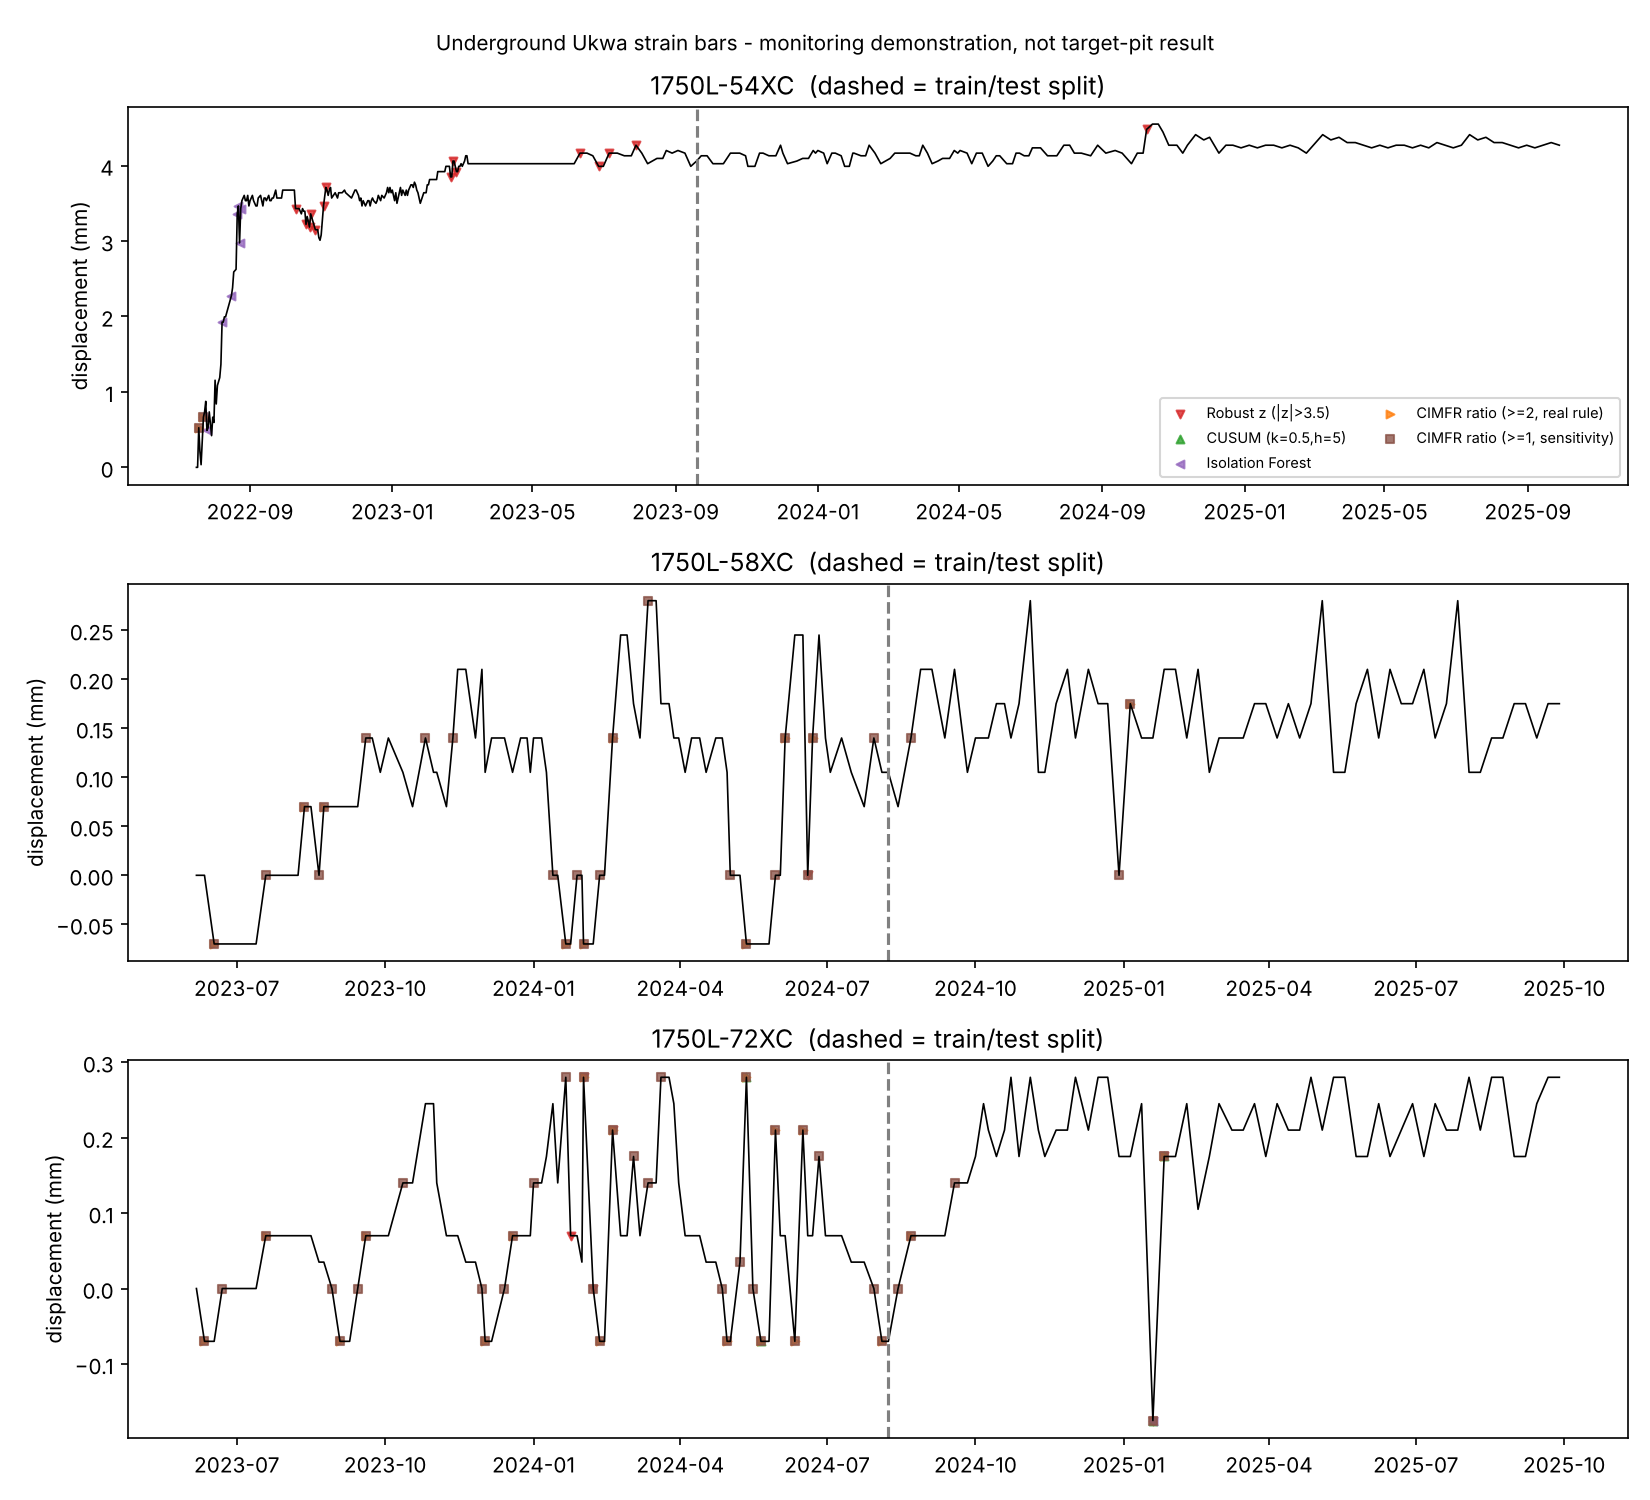 Underground Ukwa strain bars - monitoring demonstration, not target-pit result
1750L-54XC  (dashed = train/test split)
displacement (mm)
4
3
2
1
0
Robust z (|z|>3.5)
CUSUM (k=0.5,h=5)
Isolation Forest
CIMFR ratio (>=2, real rule)
CIMFR ratio (>=1, sensitivity)
2022-09 2023-01 2023-05 2023-09 2024-01 2024-05 2024-09 2025-01 2025-05 2025-09
1750L-58XC  (dashed = train/test split)
displacement (mm)
0.25
0.20
0.15
0.10
0.05
0.00
−0.05
2023-07 2023-10 2024-01 2024-04 2024-07 2024-10 2025-01 2025-04 2025-07 2025-10
1750L-72XC  (dashed = train/test split)
displacement (mm)
0.3
0.2
0.1
0.0
−0.1
2023-07 2023-10 2024-01 2024-04 2024-07 2024-10 2025-01 2025-04 2025-07 2025-10